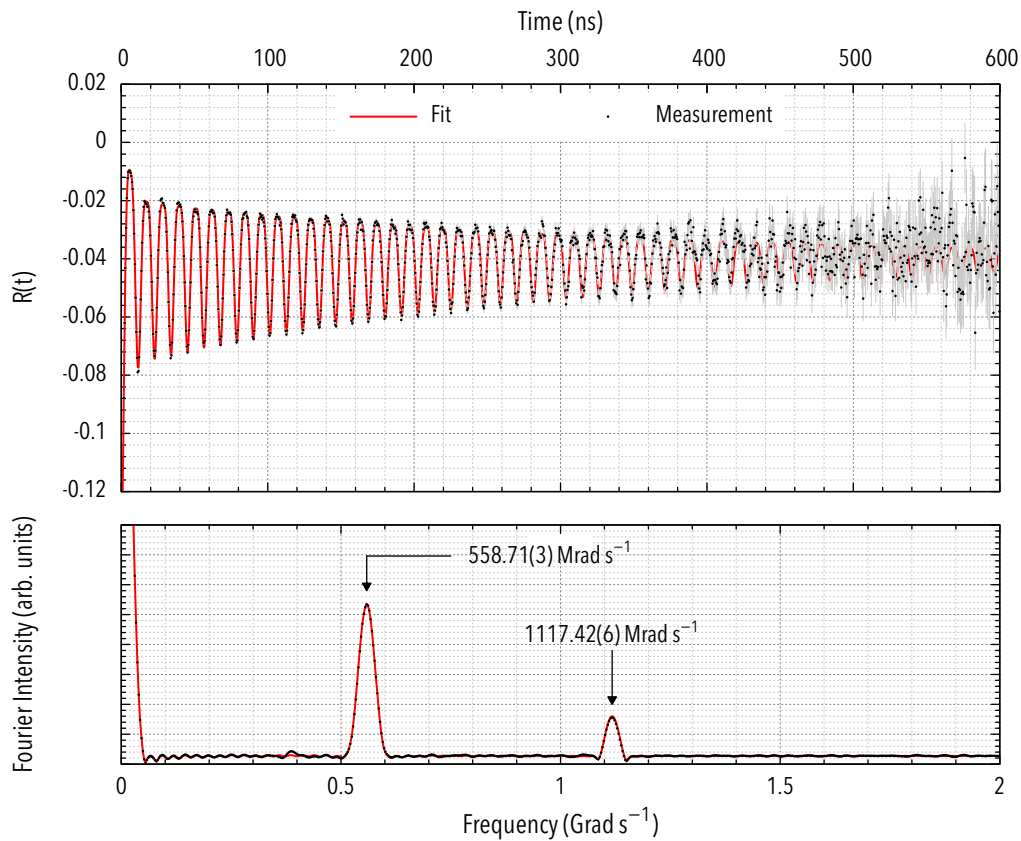 Time (ns)
0 100 200 300 400 500 600
0.02
Fit Measurement
0
-0.02
-0.04
R(t)
-0.06
-0.08
-0.1
-0.12
558.71(3) Mrad s⁻¹
1117.42(6) Mrad s⁻¹
Fourier Intensity (arb. units)
0 0.5 1 1.5 2
Frequency (Grad s⁻¹)